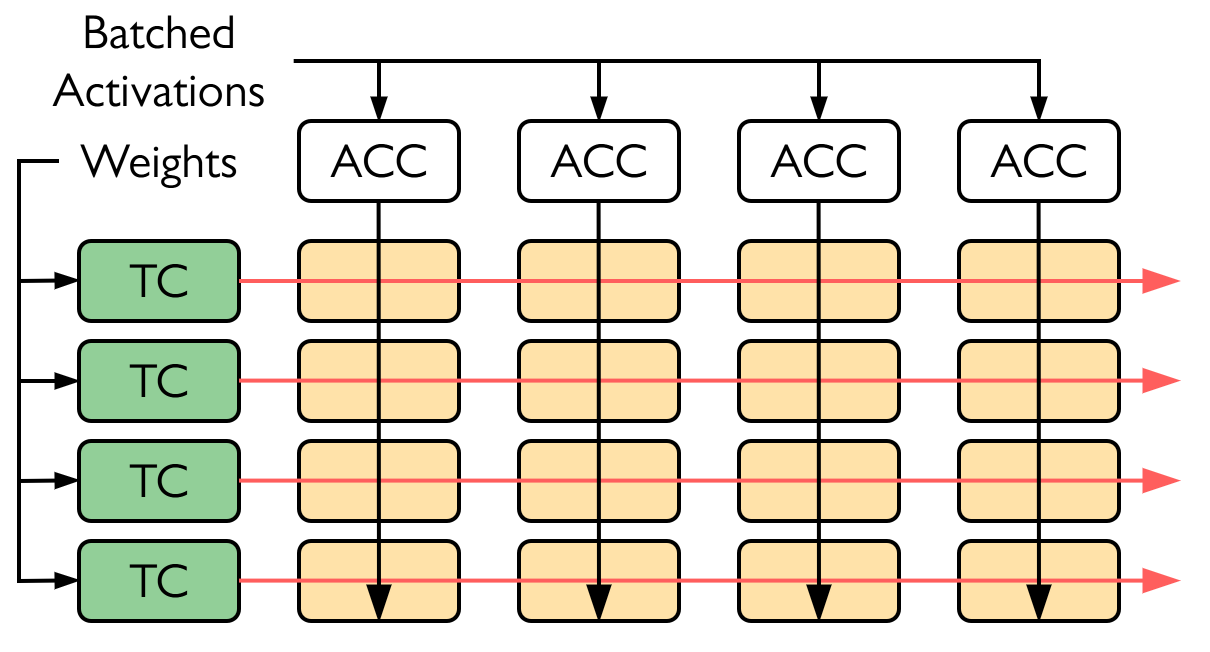 Batched
Activations
Weights
ACC ACC ACC ACC
TC
TC
TC
TC